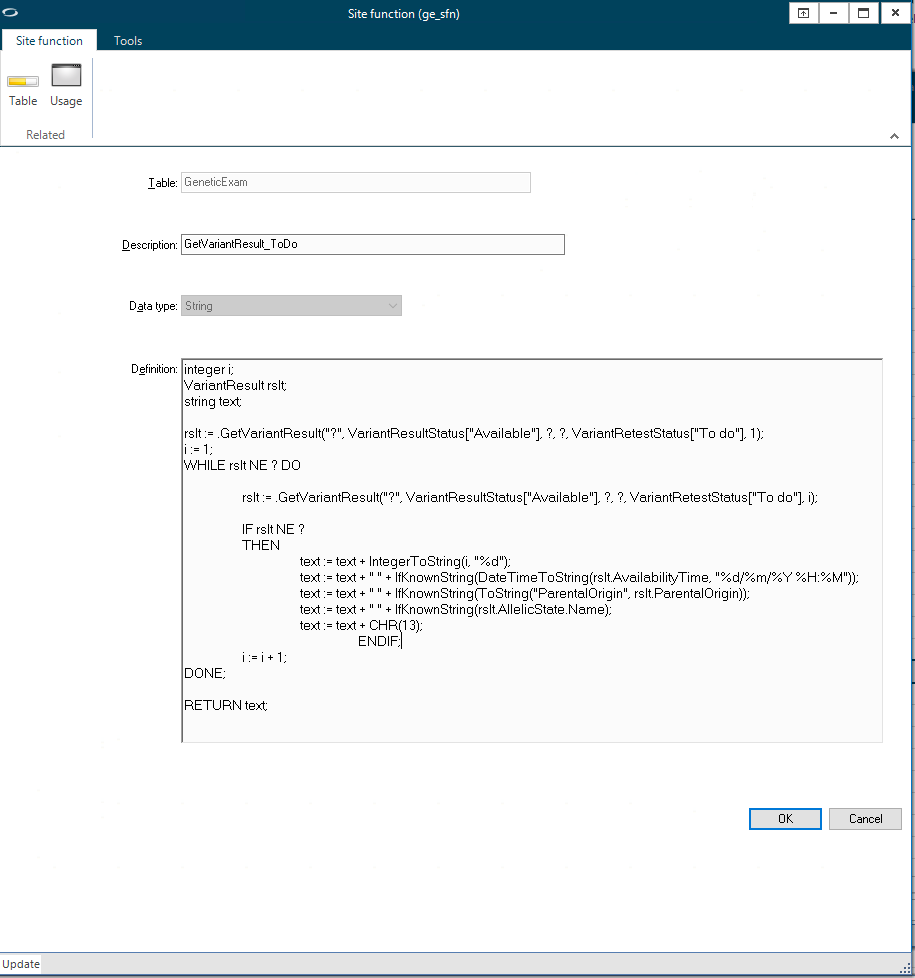 Site function (ge_sfn)
Site function Tools
Table Usage
Related
Table: GeneticExam
Description: GetVariantResult_ToDo
Data type: String
Definition: integer i;
VariantResult rslt;
string text;
rslt := .GetVariantResult("?", VariantResultStatus["Available"], ?, ?, VariantRetestStatus["To do"], 1);
i := 1;
WHILE rslt NE ? DO
rslt := .GetVariantResult("?", VariantResultStatus["Available"], ?, ?, VariantRetestStatus["To do"], i);
IF rslt NE ?
THEN
text := text + IntegerToString(i, "%d");
text := text + " " + IfKnownString(DateTimeToString(rslt.AvailabilityTime, "%d/%m/%Y %H:%M"));
text := text + " " + IfKnownString(ToString("ParentalOrigin", rslt.ParentalOrigin));
text := text + " " + IfKnownString(rslt.AllelicState.Name);
text := text + CHR(13);
ENDIF;
i := i + 1;
DONE;
RETURN text;
OK Cancel
Update